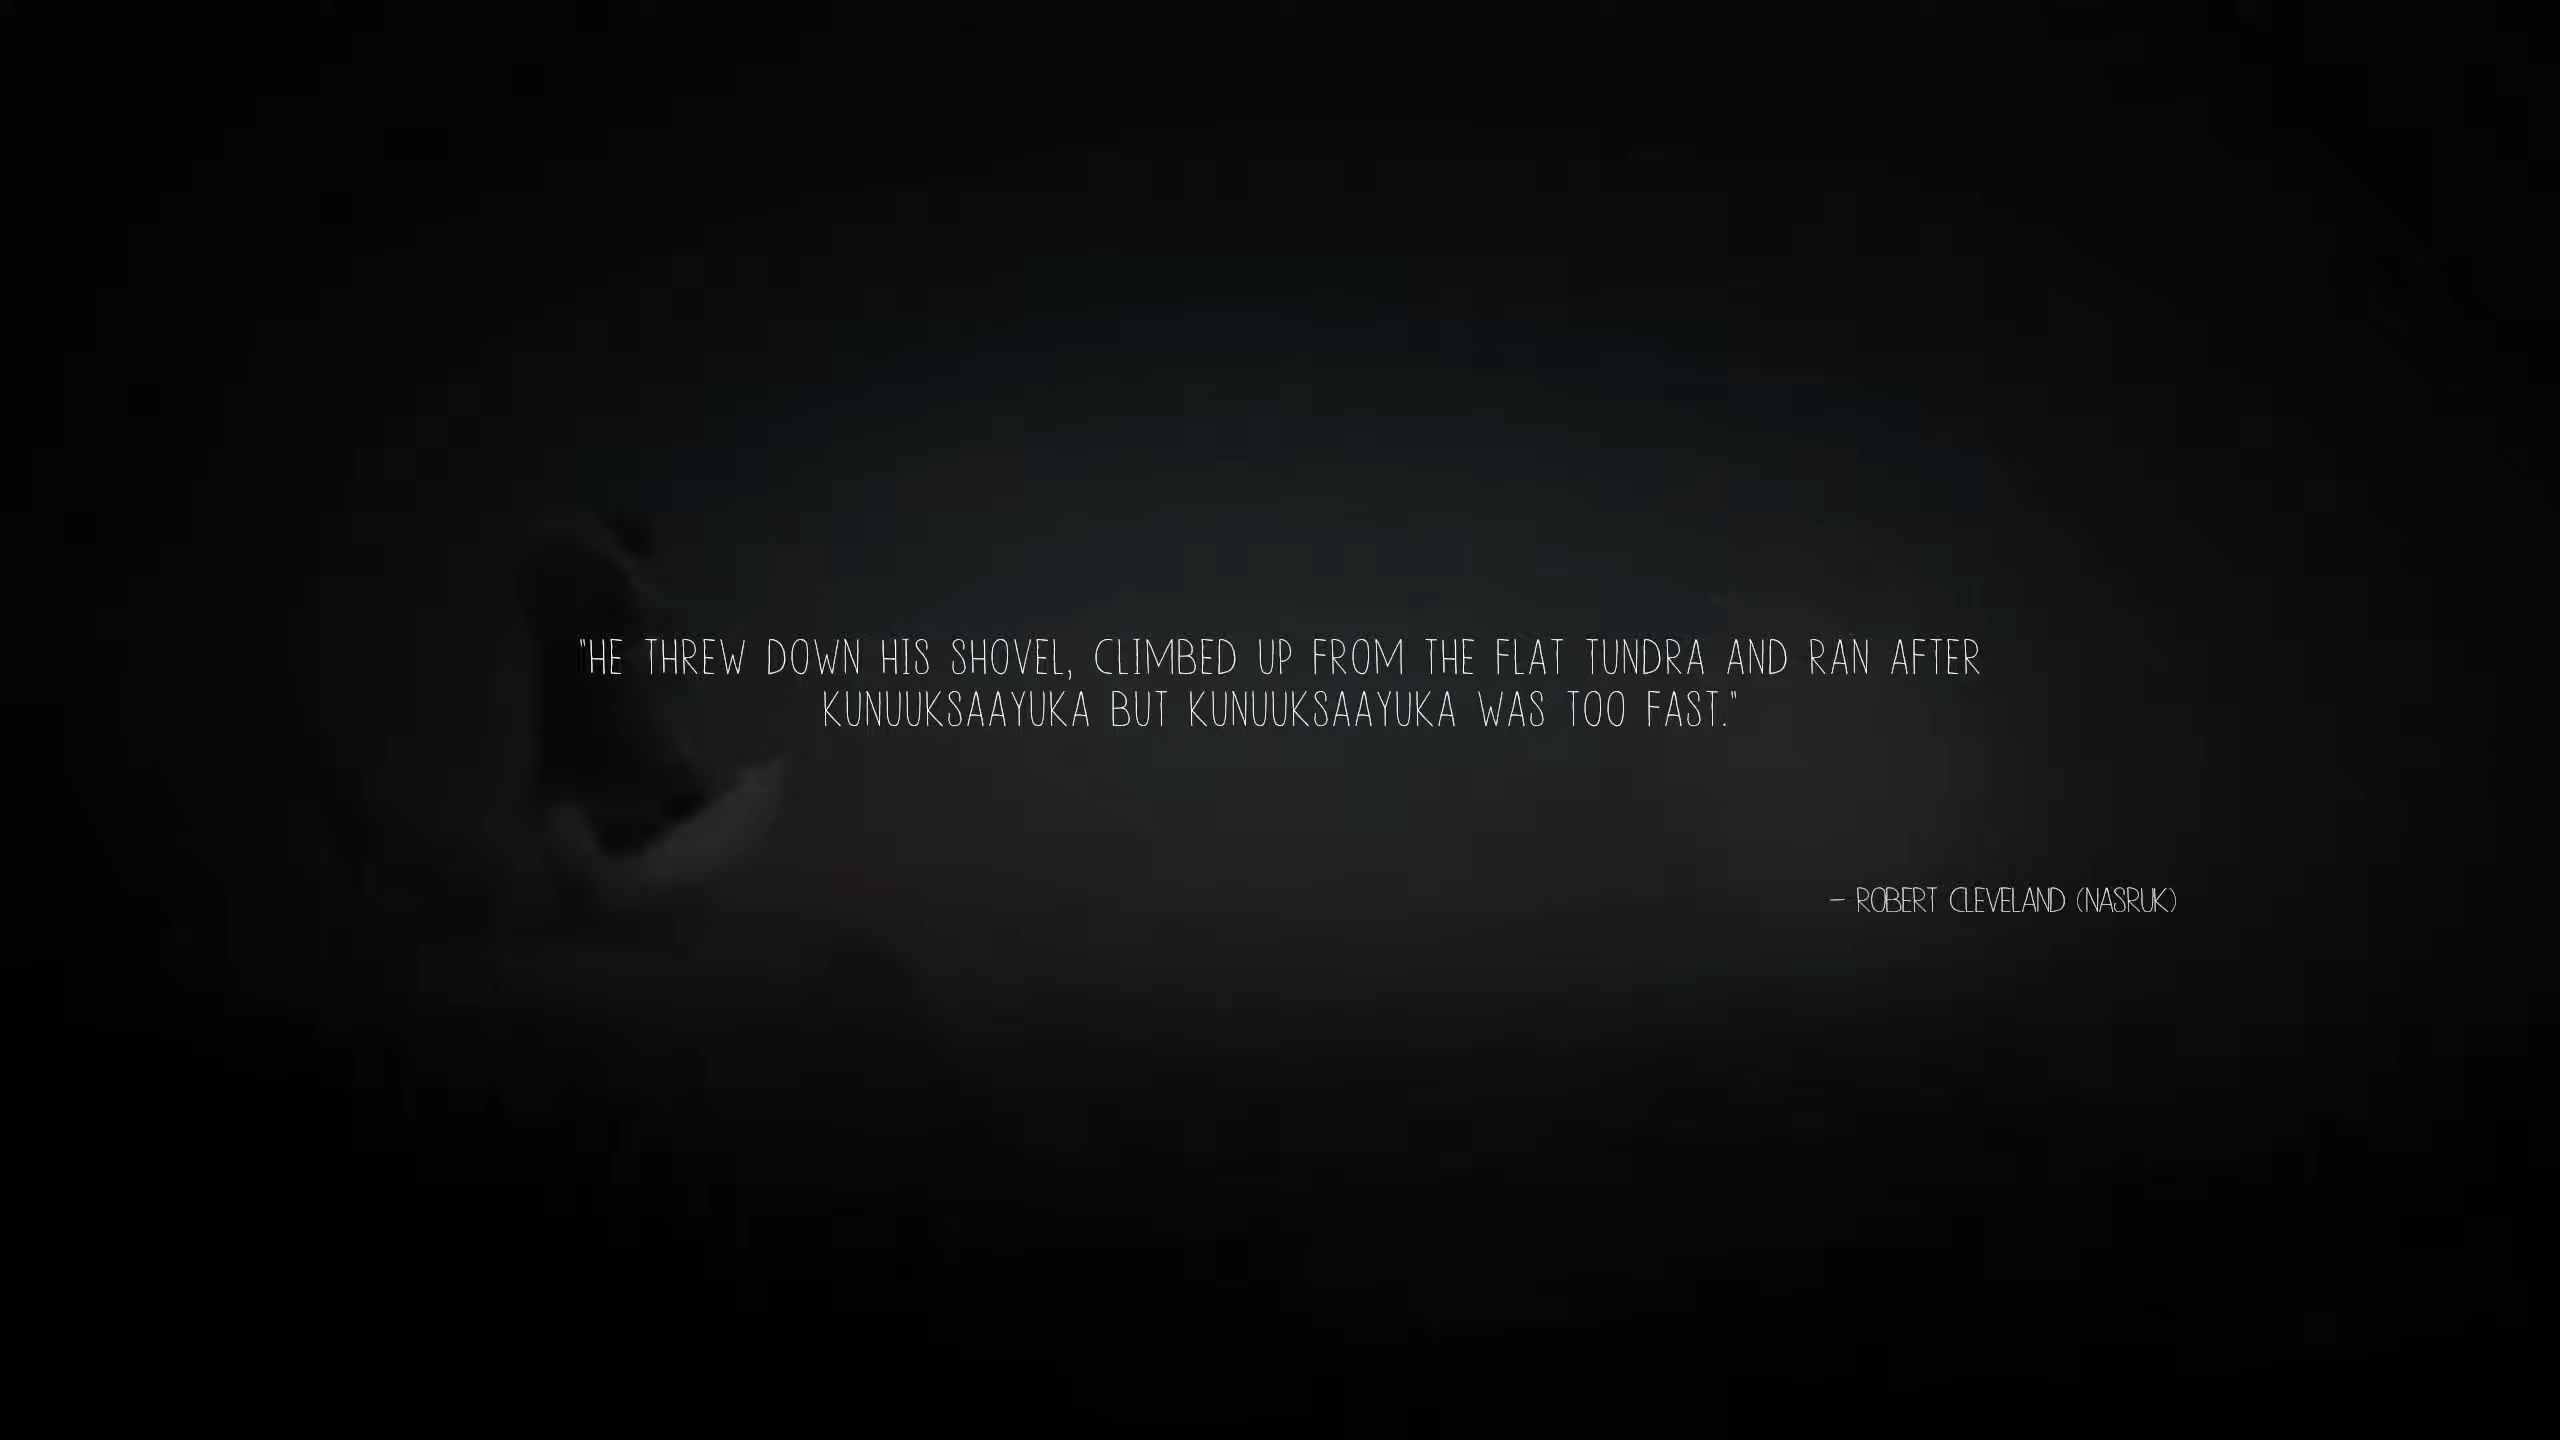 "HE THREW DOWN HIS SHOVEL, CLIMBED UP FROM THE FLAT TUNDRA AND RAN AFTER
KUNUUKSAAYUKA BUT KUNUUKSAAYUKA WAS TOO FAST."
— ROBERT CLEVELAND (NASRUK)